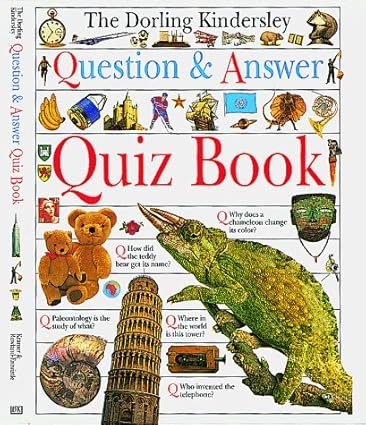 The Dorling Kindersley
Question & Answer
Quiz Book
Q Why does a
chameleon change
its color?
Q How did the
teddy
bear get its name?
Q Paleontology is the
study of what?
Q Where in
the world
is this tower?
Q Who invented the
telephone?
The Dorling
Kindersley
Question & Answer Quiz Book
Kramer &
DK